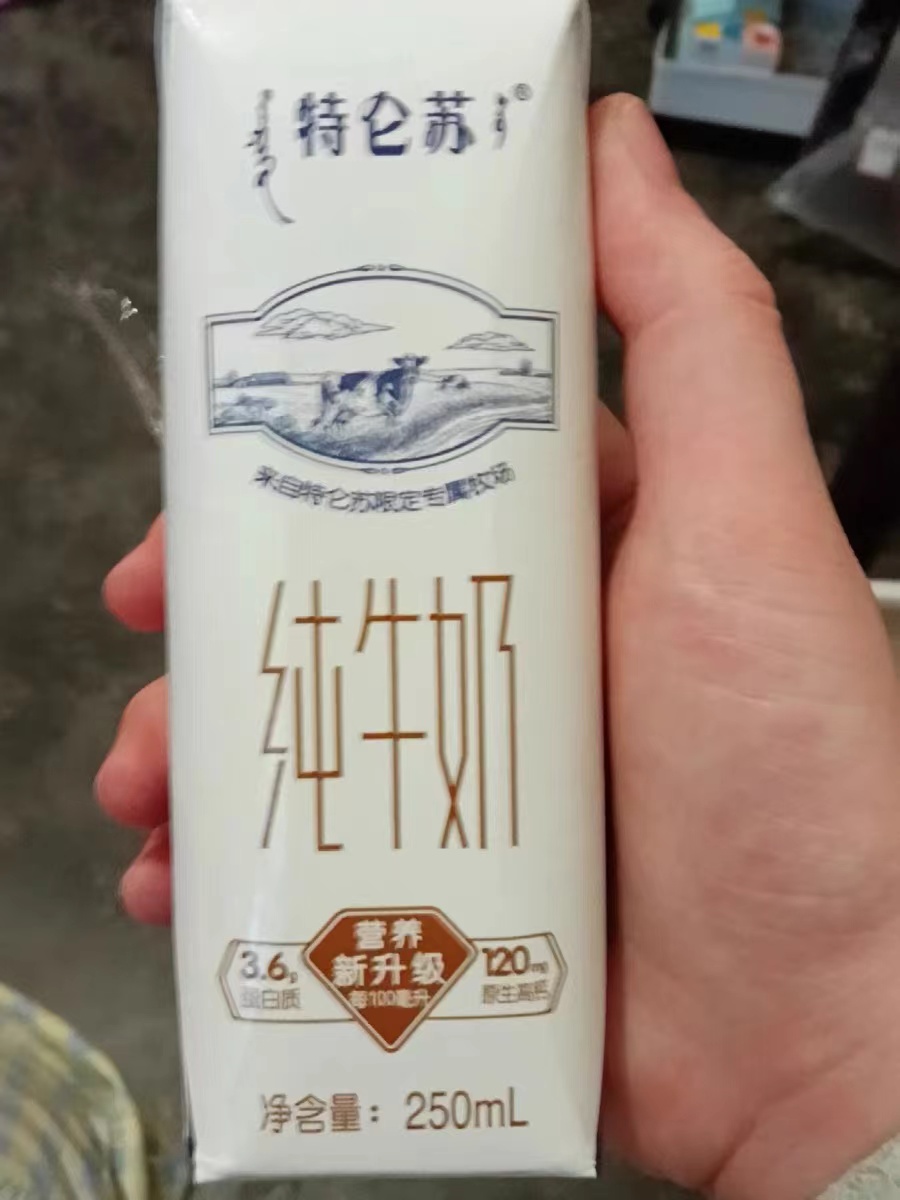 特仑苏®
来自特仑苏限定专属牧场
纯牛奶
营养
新升级
每100毫升
3.6g
蛋白质
120mg
原生高钙
净含量：250mL